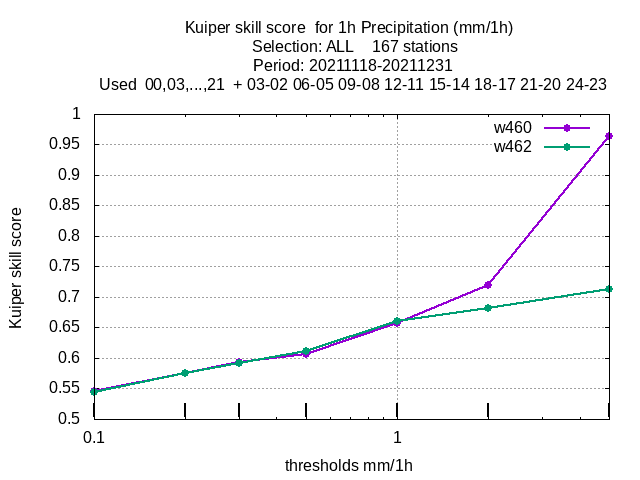 Kuiper skill score  for 1h Precipitation (mm/1h)
Selection: ALL    167 stations
Period: 20211118-20211231
Used  00,03,...,21  + 03-02 06-05 09-08 12-11 15-14 18-17 21-20 24-23
w460
w462
1
0.95
0.9
0.85
0.8
0.75
0.7
0.65
0.6
0.55
0.5
Kuiper skill score
0.1
1
thresholds mm/1h